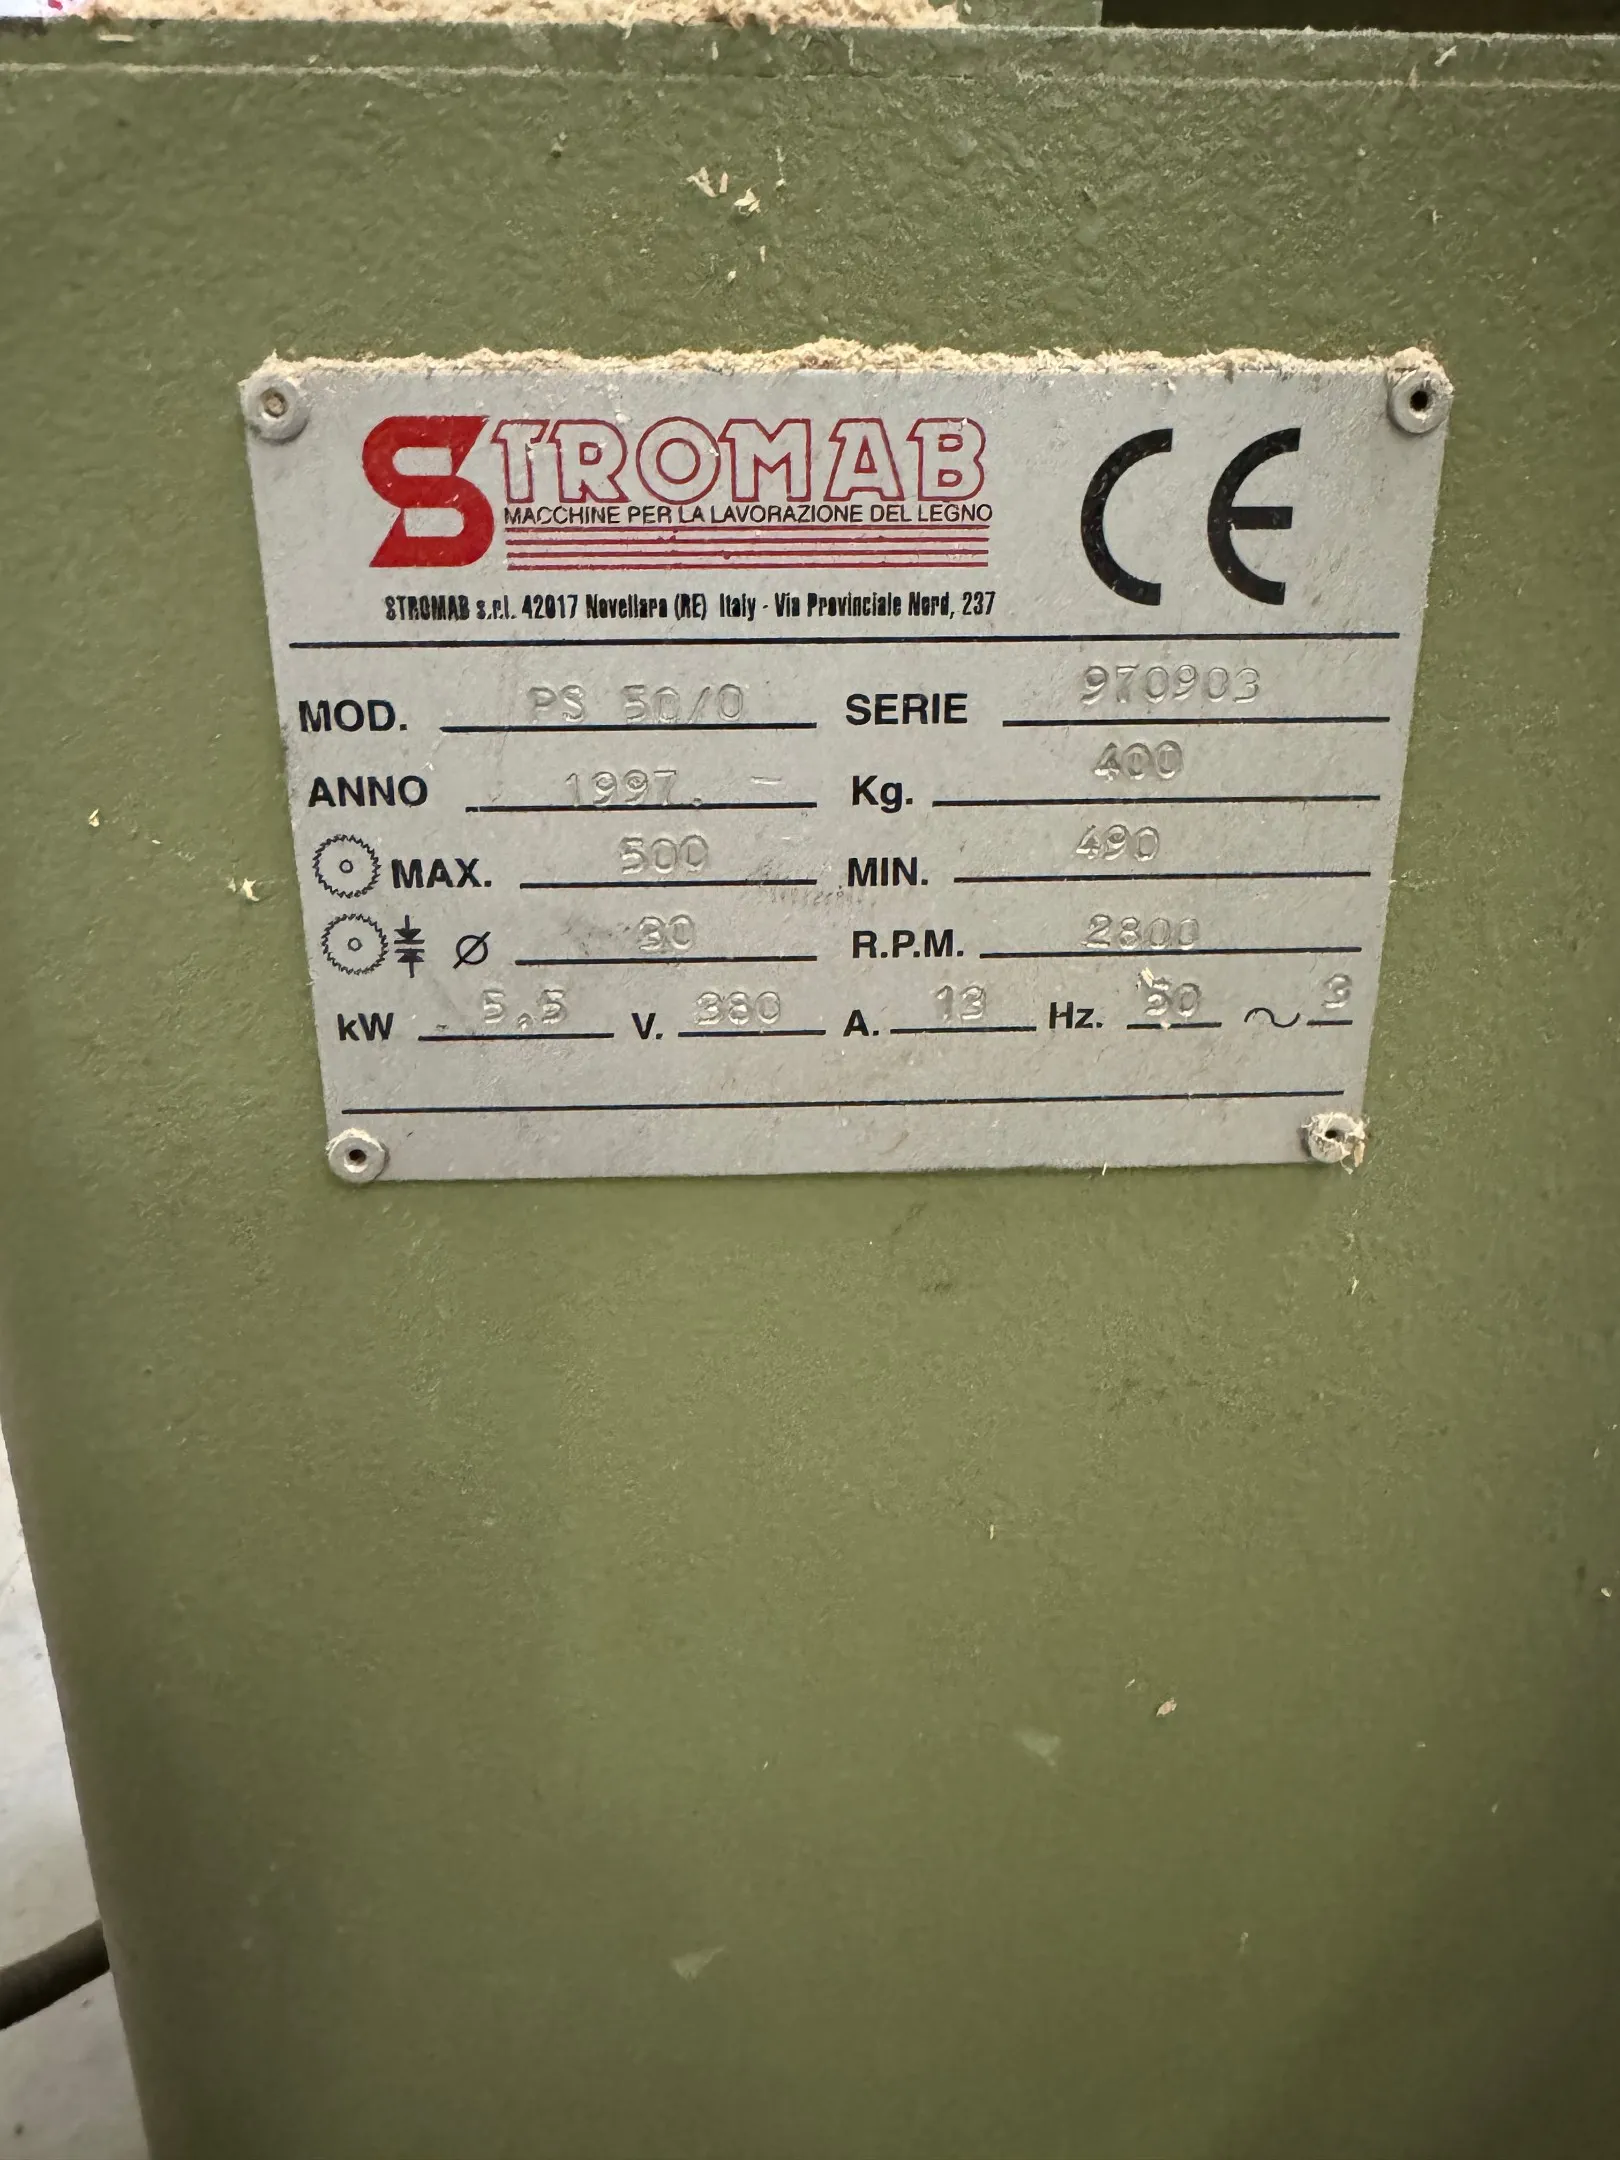 STROMAB
MACCHINE PER LA LAVORAZIONE DEL LEGNO
CE
STROMAB s.r.l. 42017 Novellara (RE) Italy - Via Provinciale Nord, 237
MOD. PS 50/0 SERIE 970903
ANNO 1997. - Kg. 400
MAX. 500 MIN. 490
Ø 30 R.P.M. 2800
kW 5,5 V. 380 A. 13 Hz. 50 ~ 3